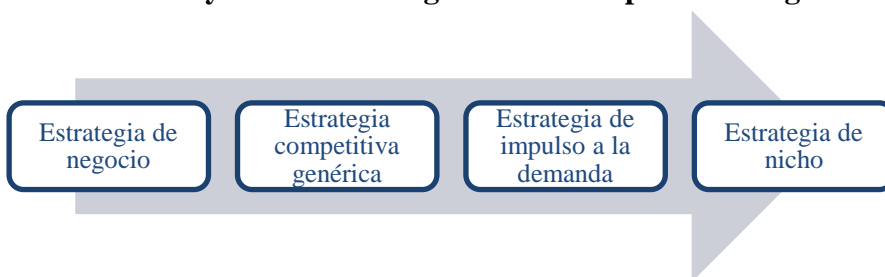 Estrategia de
negocio
Estrategia
competitiva
genérica
Estrategia de
impulso a la
demanda
Estrategia de
nicho